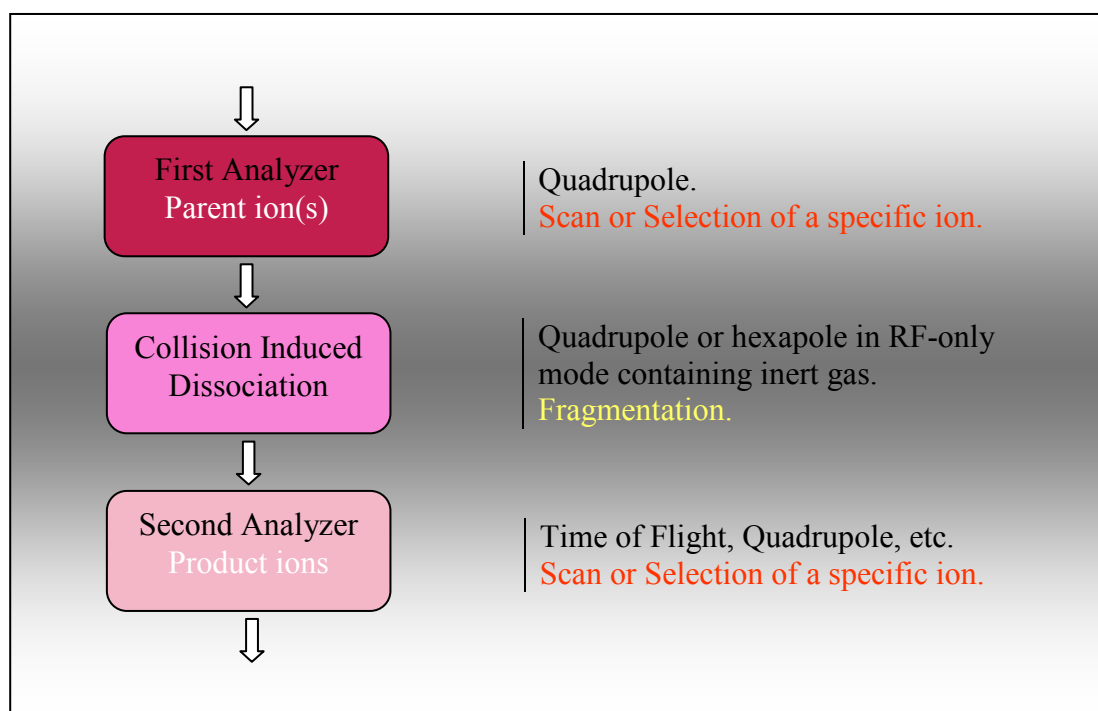 First Analyzer
Parent ion(s)
Quadrupole.
Scan or Selection of a specific ion.
Collision Induced
Dissociation
Quadrupole or hexapole in RF-only
mode containing inert gas.
Fragmentation.
Second Analyzer
Product ions
Time of Flight, Quadrupole, etc.
Scan or Selection of a specific ion.